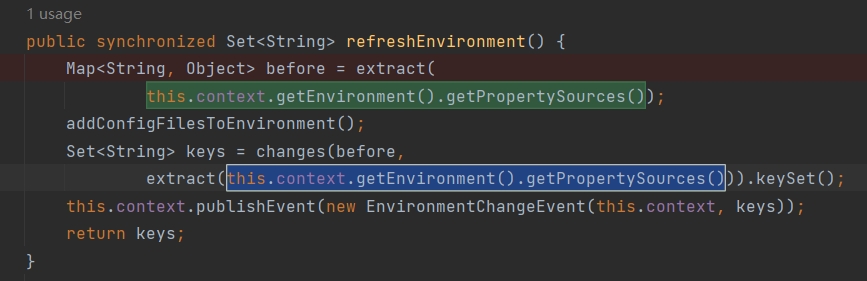 1 usage
public synchronized Set<String> refreshEnvironment() {
Map<String, Object> before = extract(
this.context.getEnvironment().getPropertySources());
addConfigFilesToEnvironment();
Set<String> keys = changes(before,
extract(this.context.getEnvironment().getPropertySources())).keySet();
this.context.publishEvent(new EnvironmentChangeEvent(this.context, keys));
return keys;
}